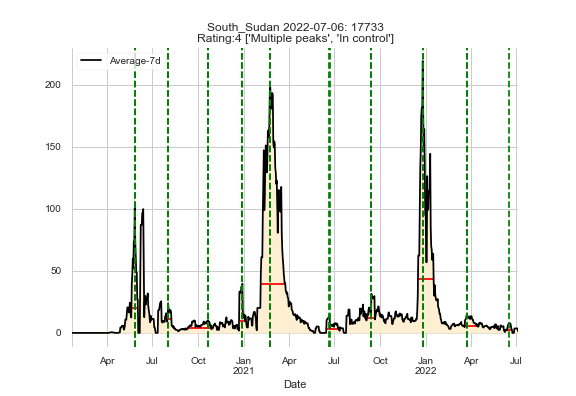 South_Sudan 2022-07-06: 17733
Rating:4 ['Multiple peaks', 'In control']
Average-7d
200
150
100
50
0
Apr Jul Oct Jan Apr Jul Oct Jan Apr Jul
2021 2022
Date